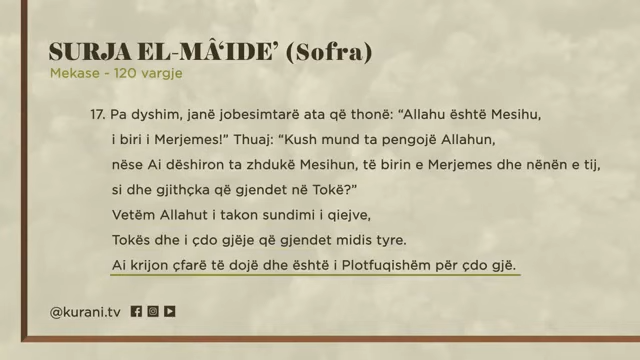 SURJA EL-MÂ‘IDE’ (Sofra)
Mekase - 120 vargje
17. Pa dyshim, janë jobesimtarë ata që thonë: “Allahu është Mesihu,
i biri i Merjemes!” Thuaj: “Kush mund ta pengojë Allahun,
nëse Ai dëshiron ta zhdukë Mesihun, të birin e Merjemes dhe nënën e tij,
si dhe gjithçka që gjendet në Tokë?”
Vetëm Allahut i takon sundimi i qiejve,
Tokës dhe i çdo gjëje që gjendet midis tyre.
Ai krijon çfarë të dojë dhe është i Plotfuqishëm për çdo gjë.
@kurani.tv